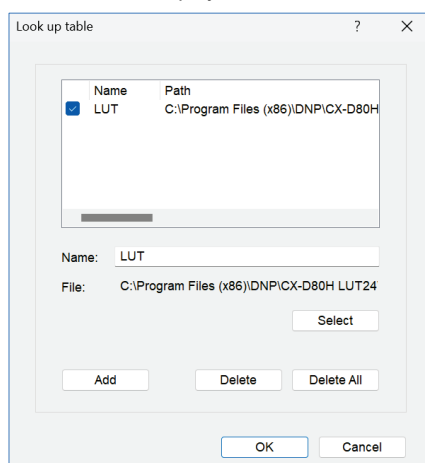 Look up table ? ×
Name Path
LUT C:\Program Files (x86)\DNP\CX-D80H
Name: LUT
File: C:\Program Files (x86)\DNP\CX-D80H LUT24
Select
Add Delete Delete All
OK Cancel